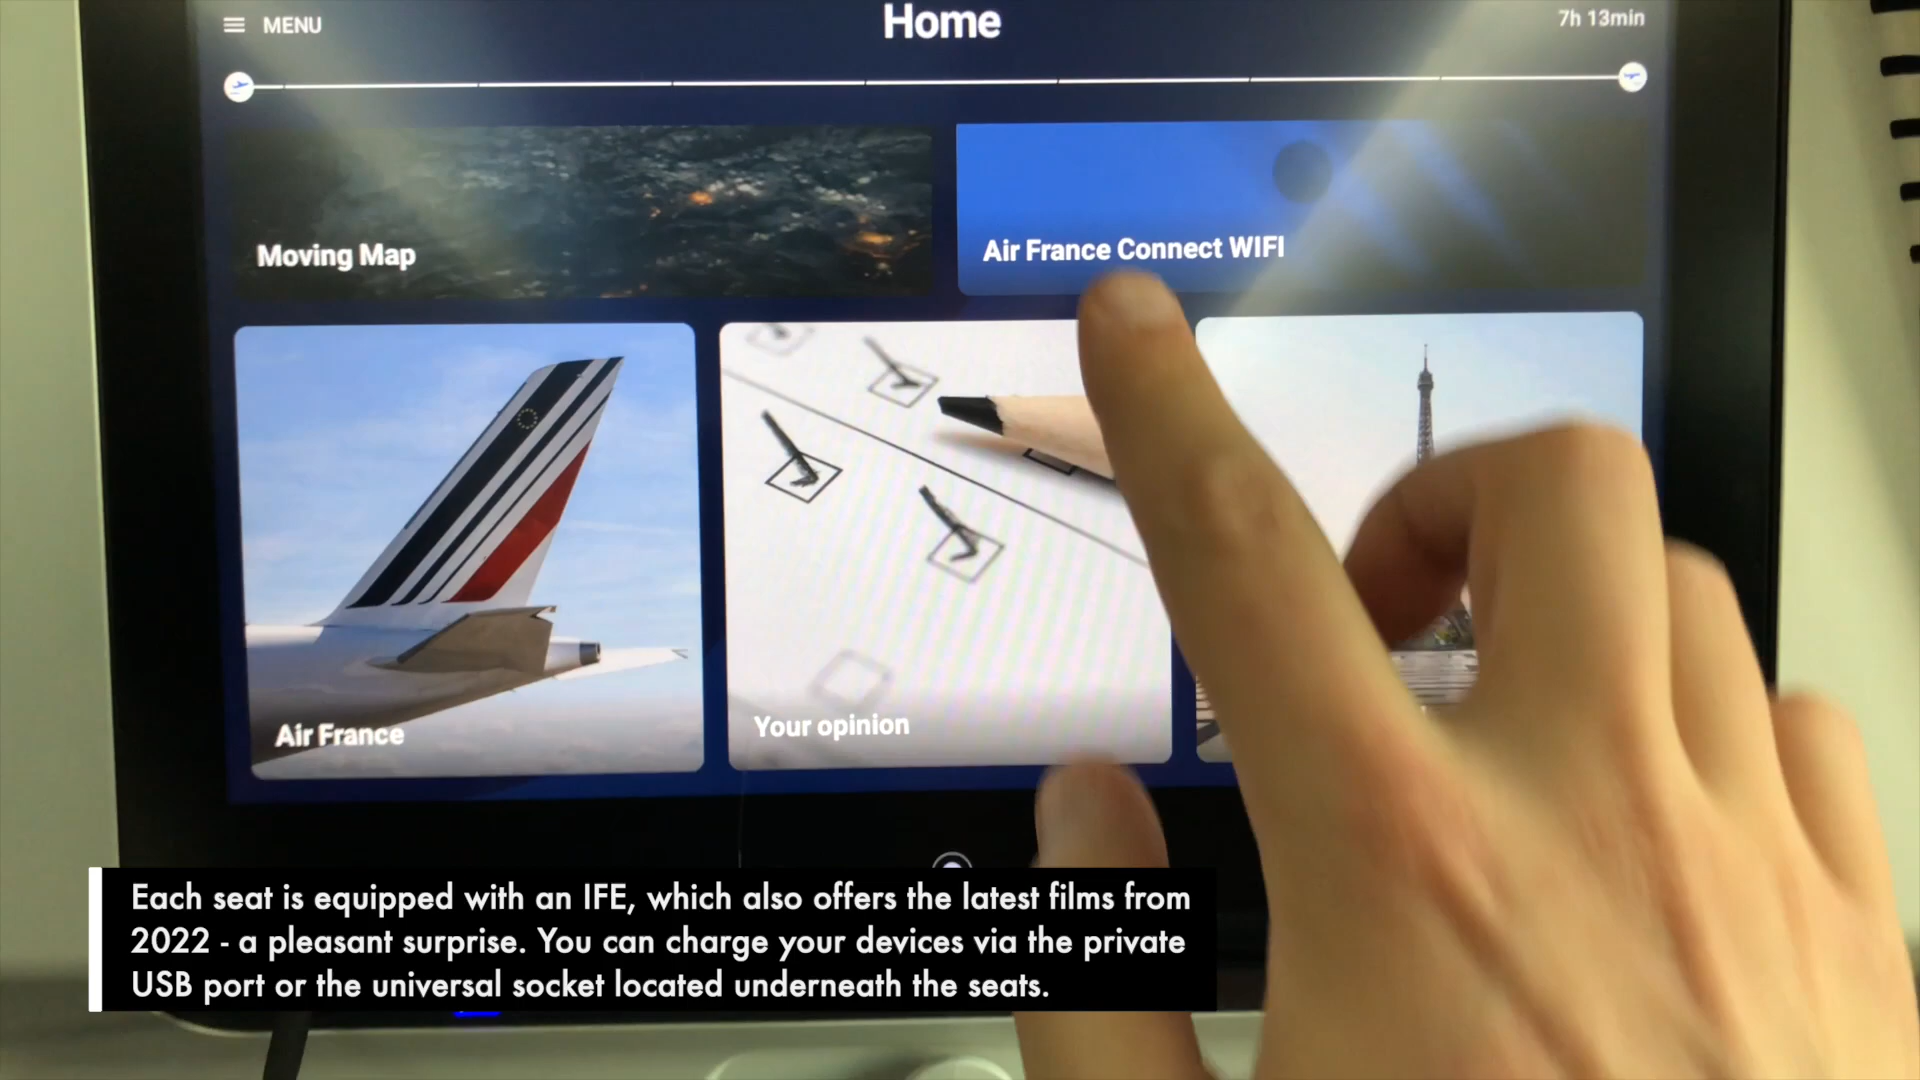 MENU
Home
7h 13min
Moving Map
Air France Connect WIFI
Air France
Your opinion
Each seat is equipped with an IFE, which also offers the latest films from
2022 - a pleasant surprise. You can charge your devices via the private
USB port or the universal socket located underneath the seats.